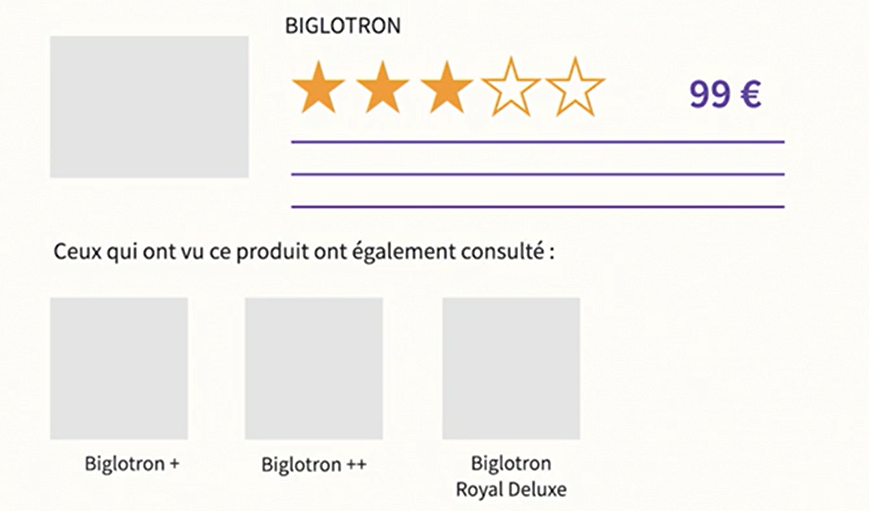 BIGLOTRON
99 €
Ceux qui ont vu ce produit ont également consulté :
Biglotron +
Biglotron ++
Biglotron
Royal Deluxe